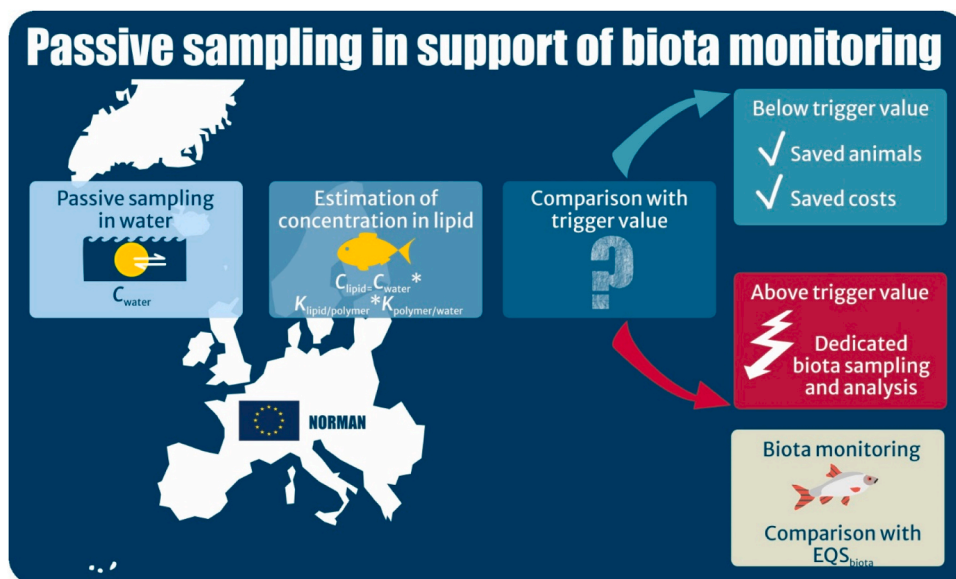 Passive sampling in support of biota monitoring
Passive sampling
in water
C water
Estimation of
concentration in lipid
C lipid= C water *
K lipid/polymer * K polymer/water
Comparison with
trigger value
?
Below trigger value
✓ Saved animals
✓ Saved costs
Above trigger value
Dedicated
biota sampling
and analysis
NORMAN
Biota monitoring
Comparison with
EQS biota